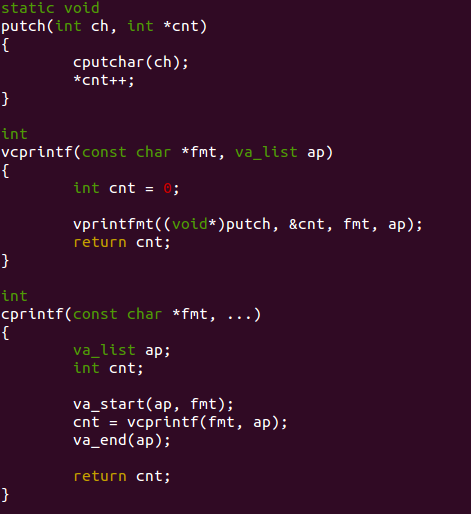 static void
putch(int ch, int *cnt)
{
        cputchar(ch);
        *cnt++;
}

int
vcprintf(const char *fmt, va_list ap)
{
        int cnt = 0;

        vprintfmt((void*)putch, &cnt, fmt, ap);
        return cnt;
}

int
cprintf(const char *fmt, ...)
{
        va_list ap;
        int cnt;

        va_start(ap, fmt);
        cnt = vcprintf(fmt, ap);
        va_end(ap);

        return cnt;
}